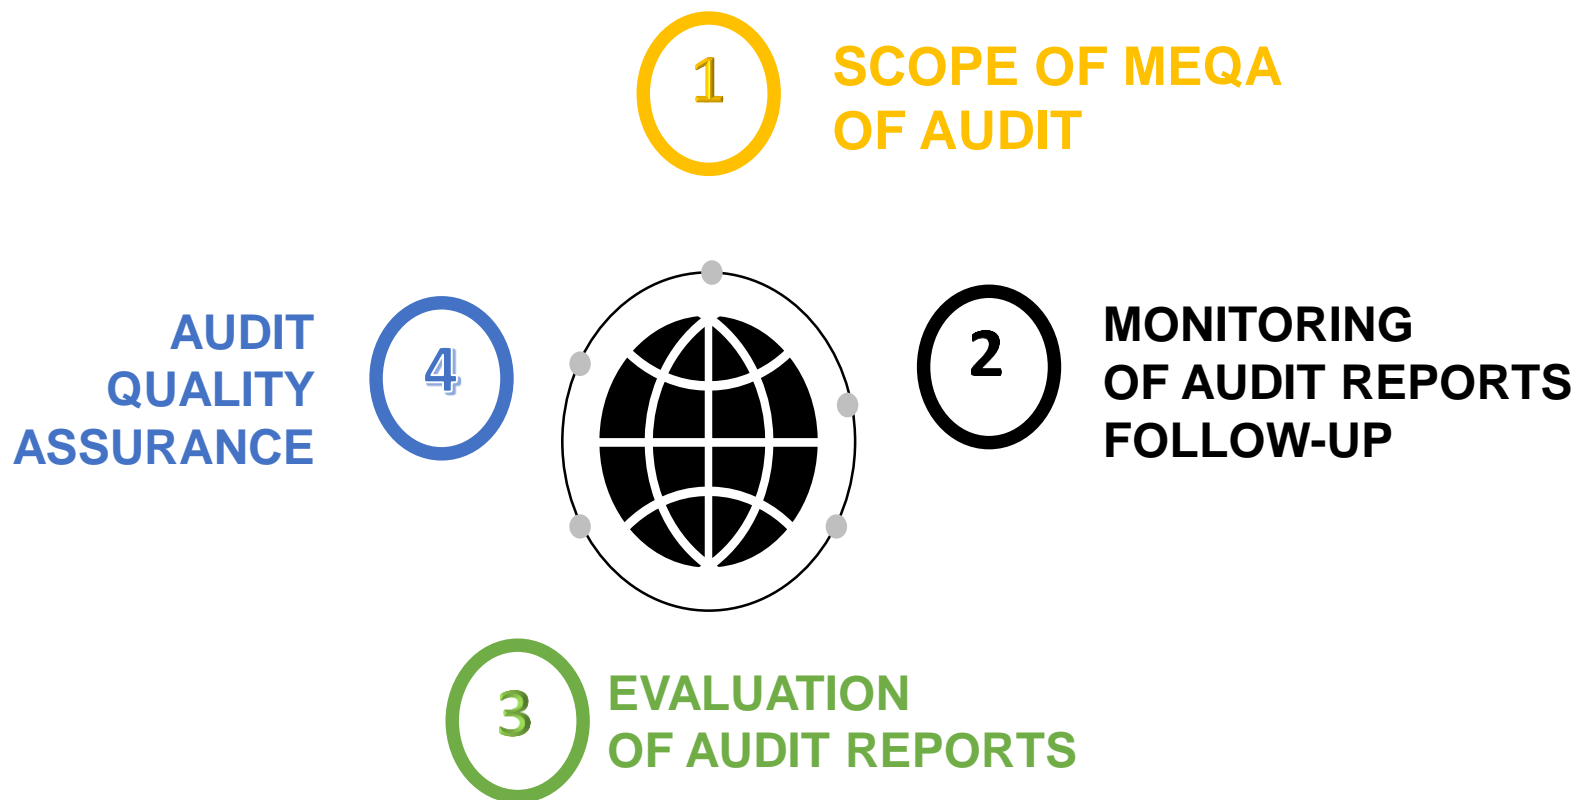 1
SCOPE OF MEQA
OF AUDIT
2
MONITORING
OF AUDIT REPORTS
FOLLOW-UP
3
EVALUATION
OF AUDIT REPORTS
4
AUDIT
QUALITY
ASSURANCE